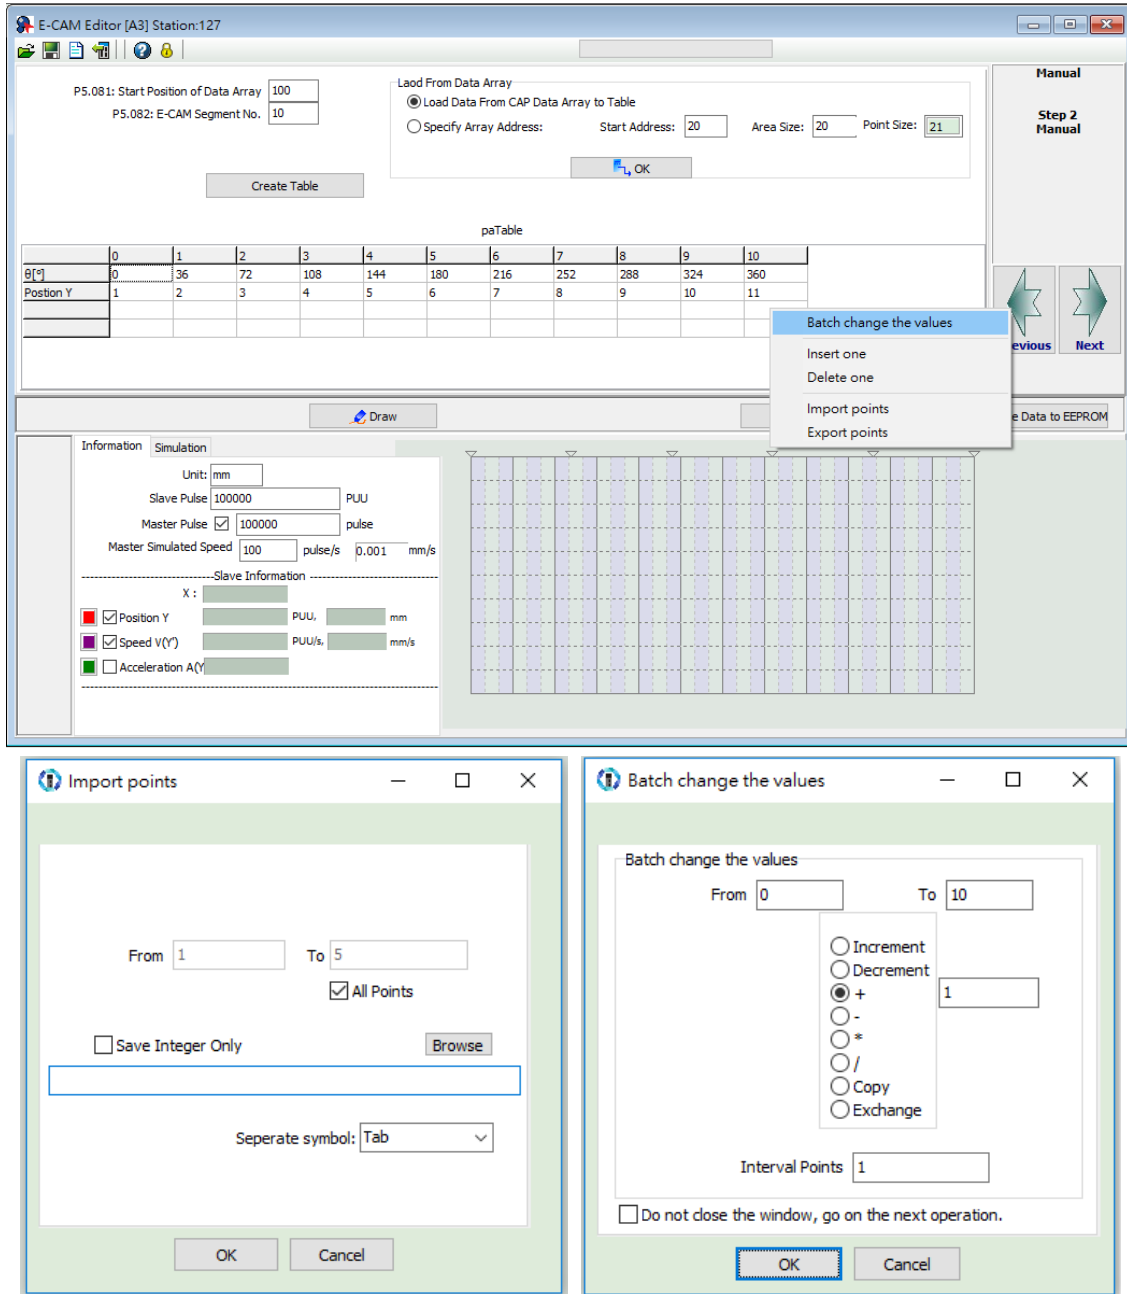 E-CAM Editor [A3] Station:127
P5.081: Start Position of Data Array 100
P5.082: E-CAM Segment No. 10
Create Table
Laod From Data Array
Load Data From CAP Data Array to Table
Specify Array Address: Start Address: 20 Area Size: 20 Point Size: 21
OK
Manual
Step 2
Manual
paTable
0 1 2 3 4 5 6 7 8 9 10
θ[°] 0 36 72 108 144 180 216 252 288 324 360
Postion Y 1 2 3 4 5 6 7 8 9 10 11
Batch change the values
Insert one
Delete one
Import points
Export points
evious Next
Draw
e Data to EEPROM
Information Simulation
Unit: mm
Slave Pulse 100000 PUU
Master Pulse 100000 pulse
Master Simulated Speed 100 pulse/s 0.001 mm/s
-------------------------------Slave Information ------------------------------
X :
Position Y PUU, mm
Speed V(Y') PUU/s, mm/s
Acceleration A(Y
Import points
From 1 To 5
All Points
Save Integer Only Browse
Seperate symbol: Tab
OK Cancel
Batch change the values
Batch change the values
From 0 To 10
Increment
Decrement
+ 1
-
*
/
Copy
Exchange
Interval Points 1
Do not close the window, go on the next operation.
OK Cancel